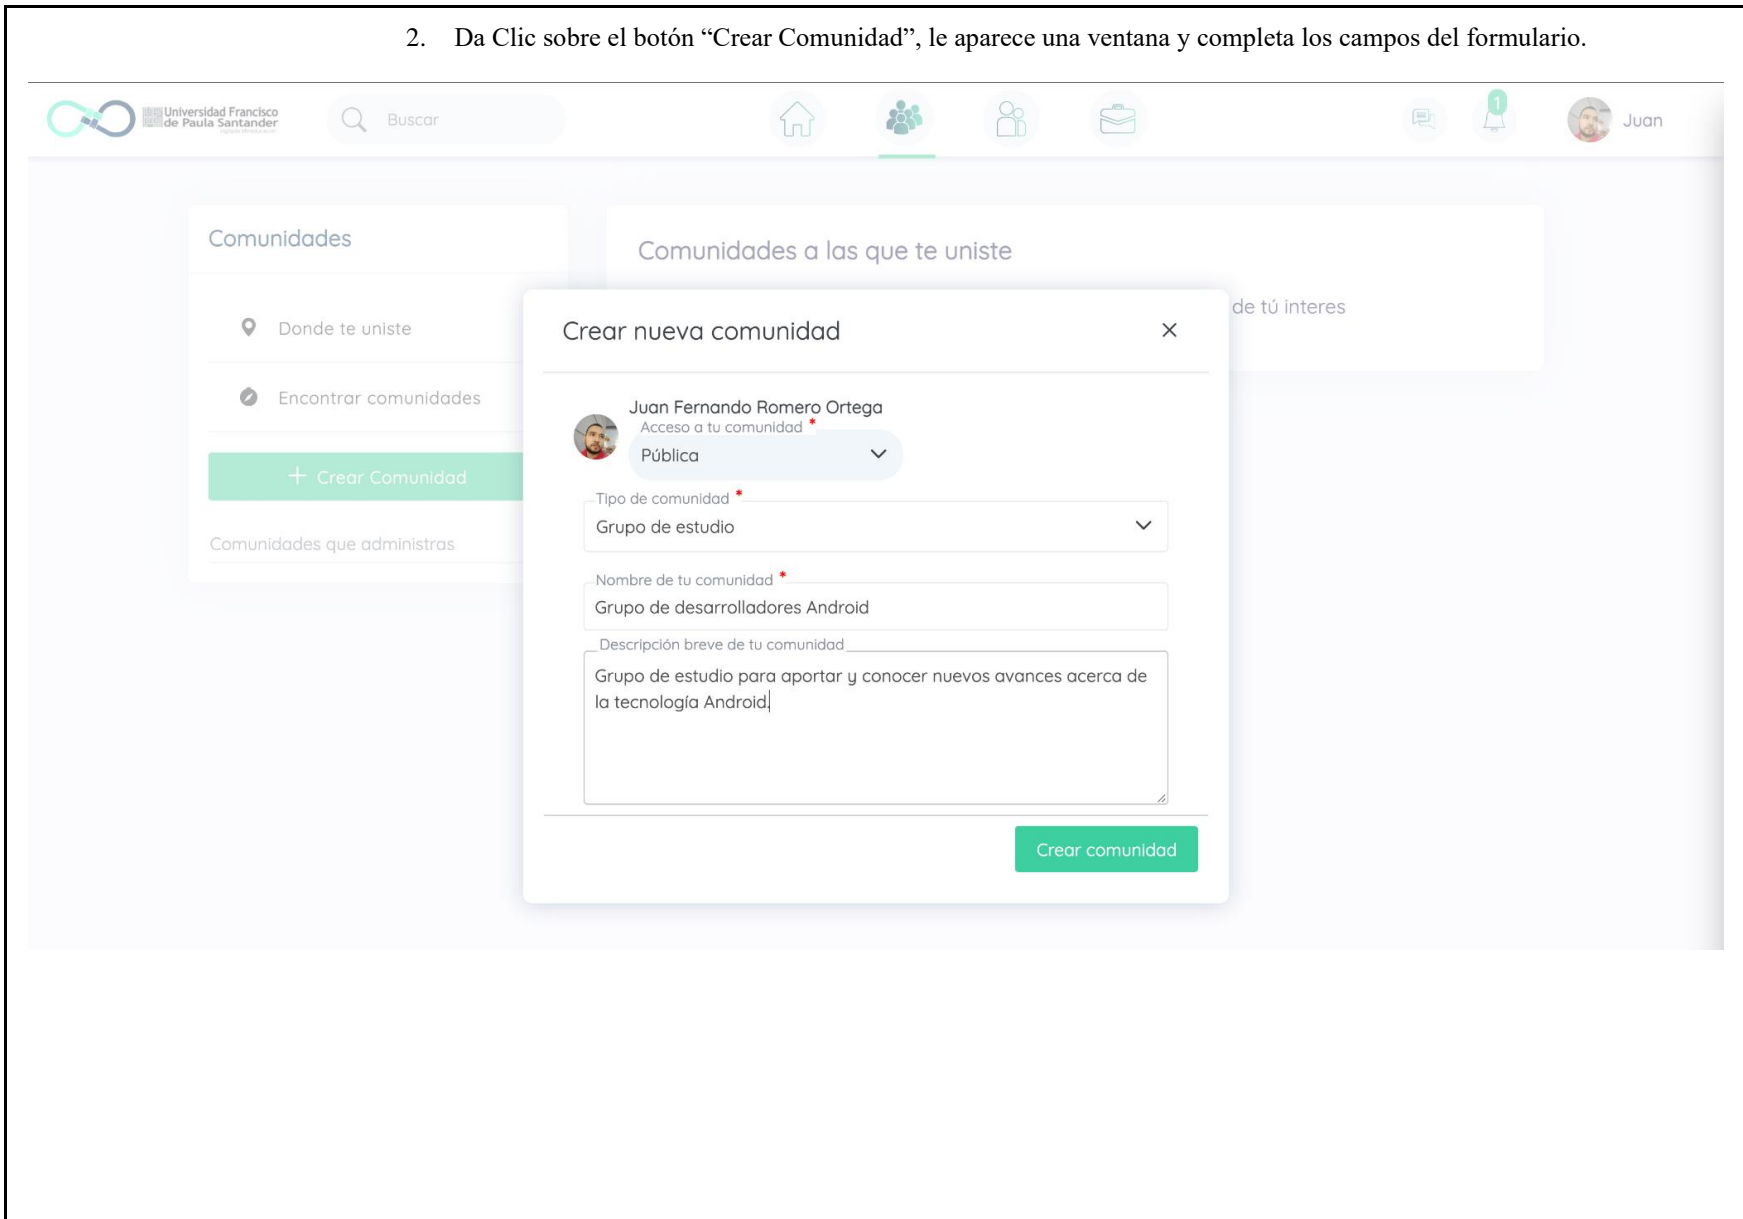 2. Da Clic sobre el botón “Crear Comunidad”, le aparece una ventana y completa los campos del formulario.
Universidad Francisco
de Paula Santander
Buscar
1
Juan
Comunidades
Donde te uniste
Encontrar comunidades
+ Crear Comunidad
Comunidades que administras
Comunidades a las que te uniste
de tú interes
Crear nueva comunidad
Juan Fernando Romero Ortega
Acceso a tu comunidad *
Pública
Tipo de comunidad *
Grupo de estudio
Nombre de tu comunidad *
Grupo de desarrolladores Android
Descripción breve de tu comunidad
Grupo de estudio para aportar y conocer nuevos avances acerca de
la tecnología Android.
Crear comunidad